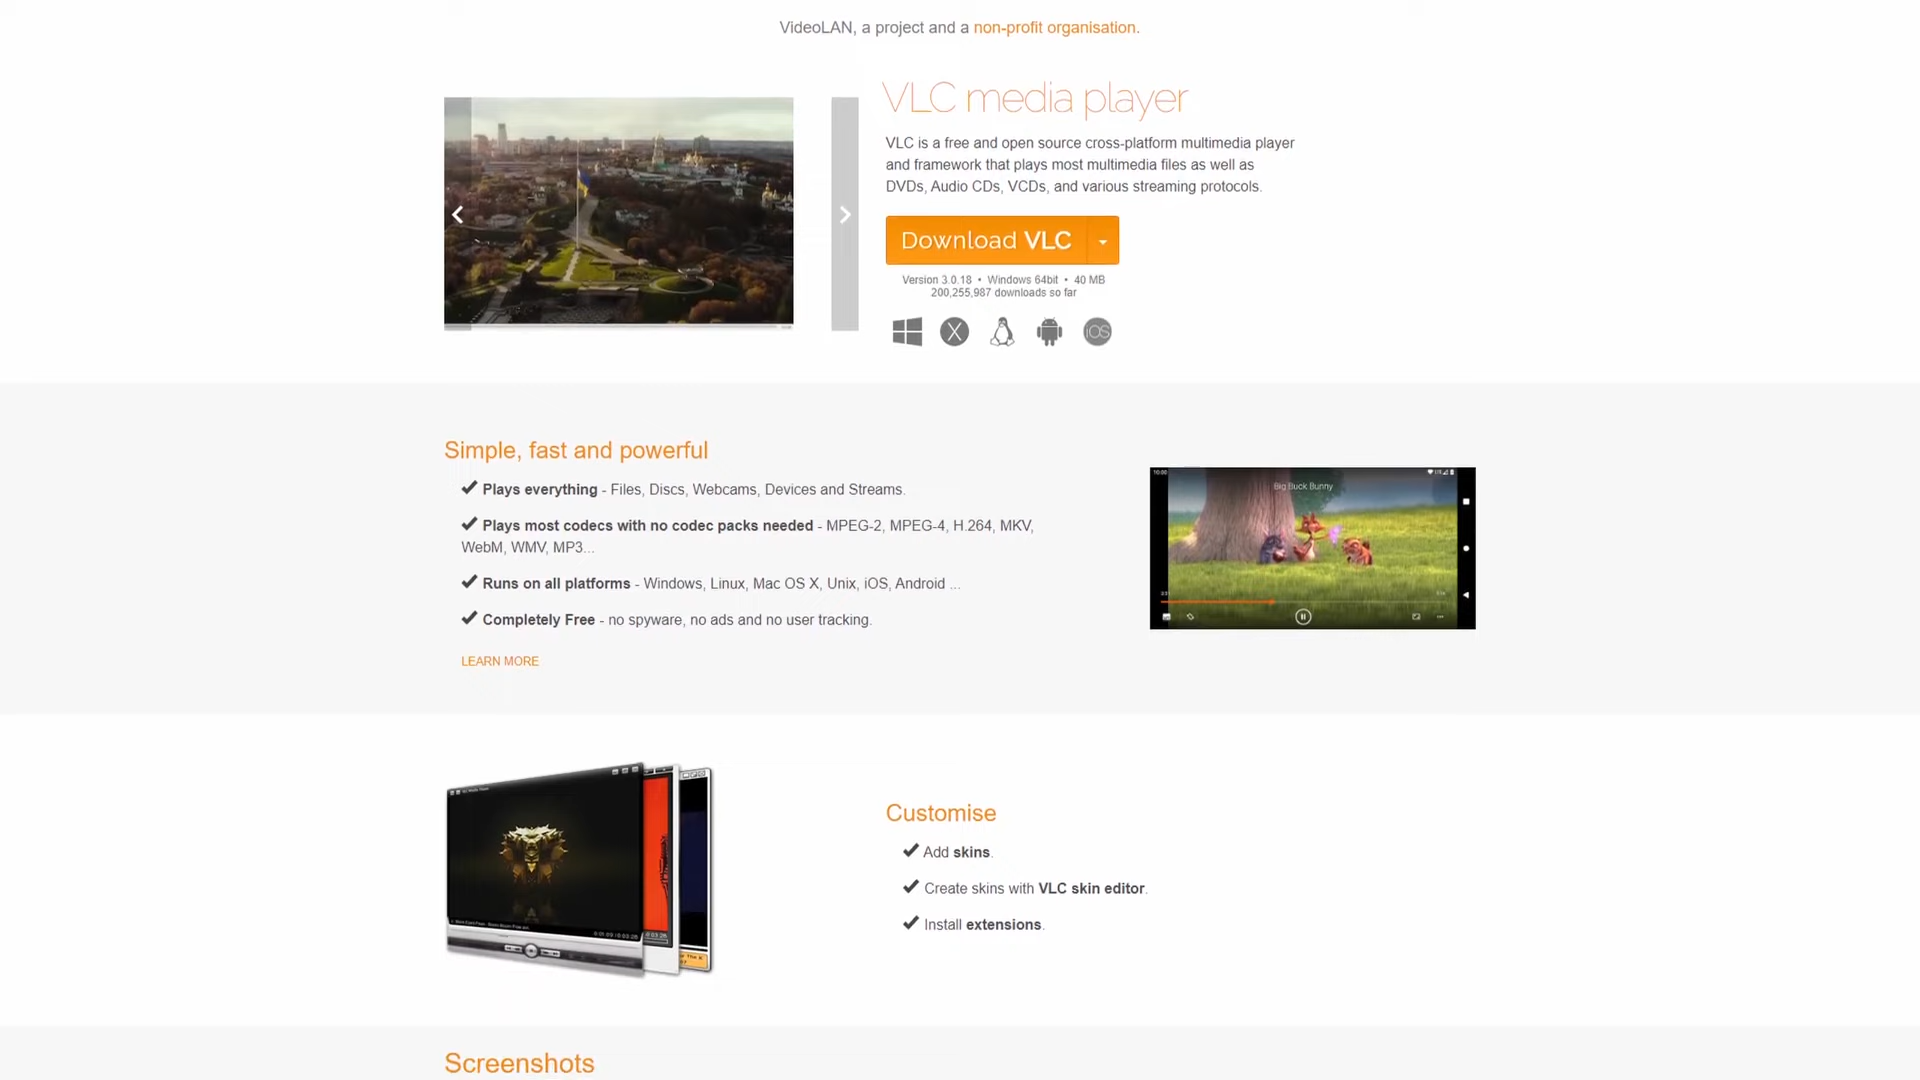 VideoLAN, a project and a non-profit organisation.
VLC media player
VLC is a free and open source cross-platform multimedia player
and framework that plays most multimedia files as well as
DVDs, Audio CDs, VCDs, and various streaming protocols.
Download VLC
Version 3.0.18 • Windows 64bit • 40 MB
200,255,987 downloads so far
X
iOS
Simple, fast and powerful
Plays everything - Files, Discs, Webcams, Devices and Streams.
Plays most codecs with no codec packs needed - MPEG-2, MPEG-4, H.264, MKV,
WebM, WMV, MP3...
Runs on all platforms - Windows, Linux, Mac OS X, Unix, iOS, Android ...
Completely Free - no spyware, no ads and no user tracking.
LEARN MORE
Big Buck Bunny
Customise
Add skins.
Create skins with VLC skin editor.
Install extensions.
Screenshots